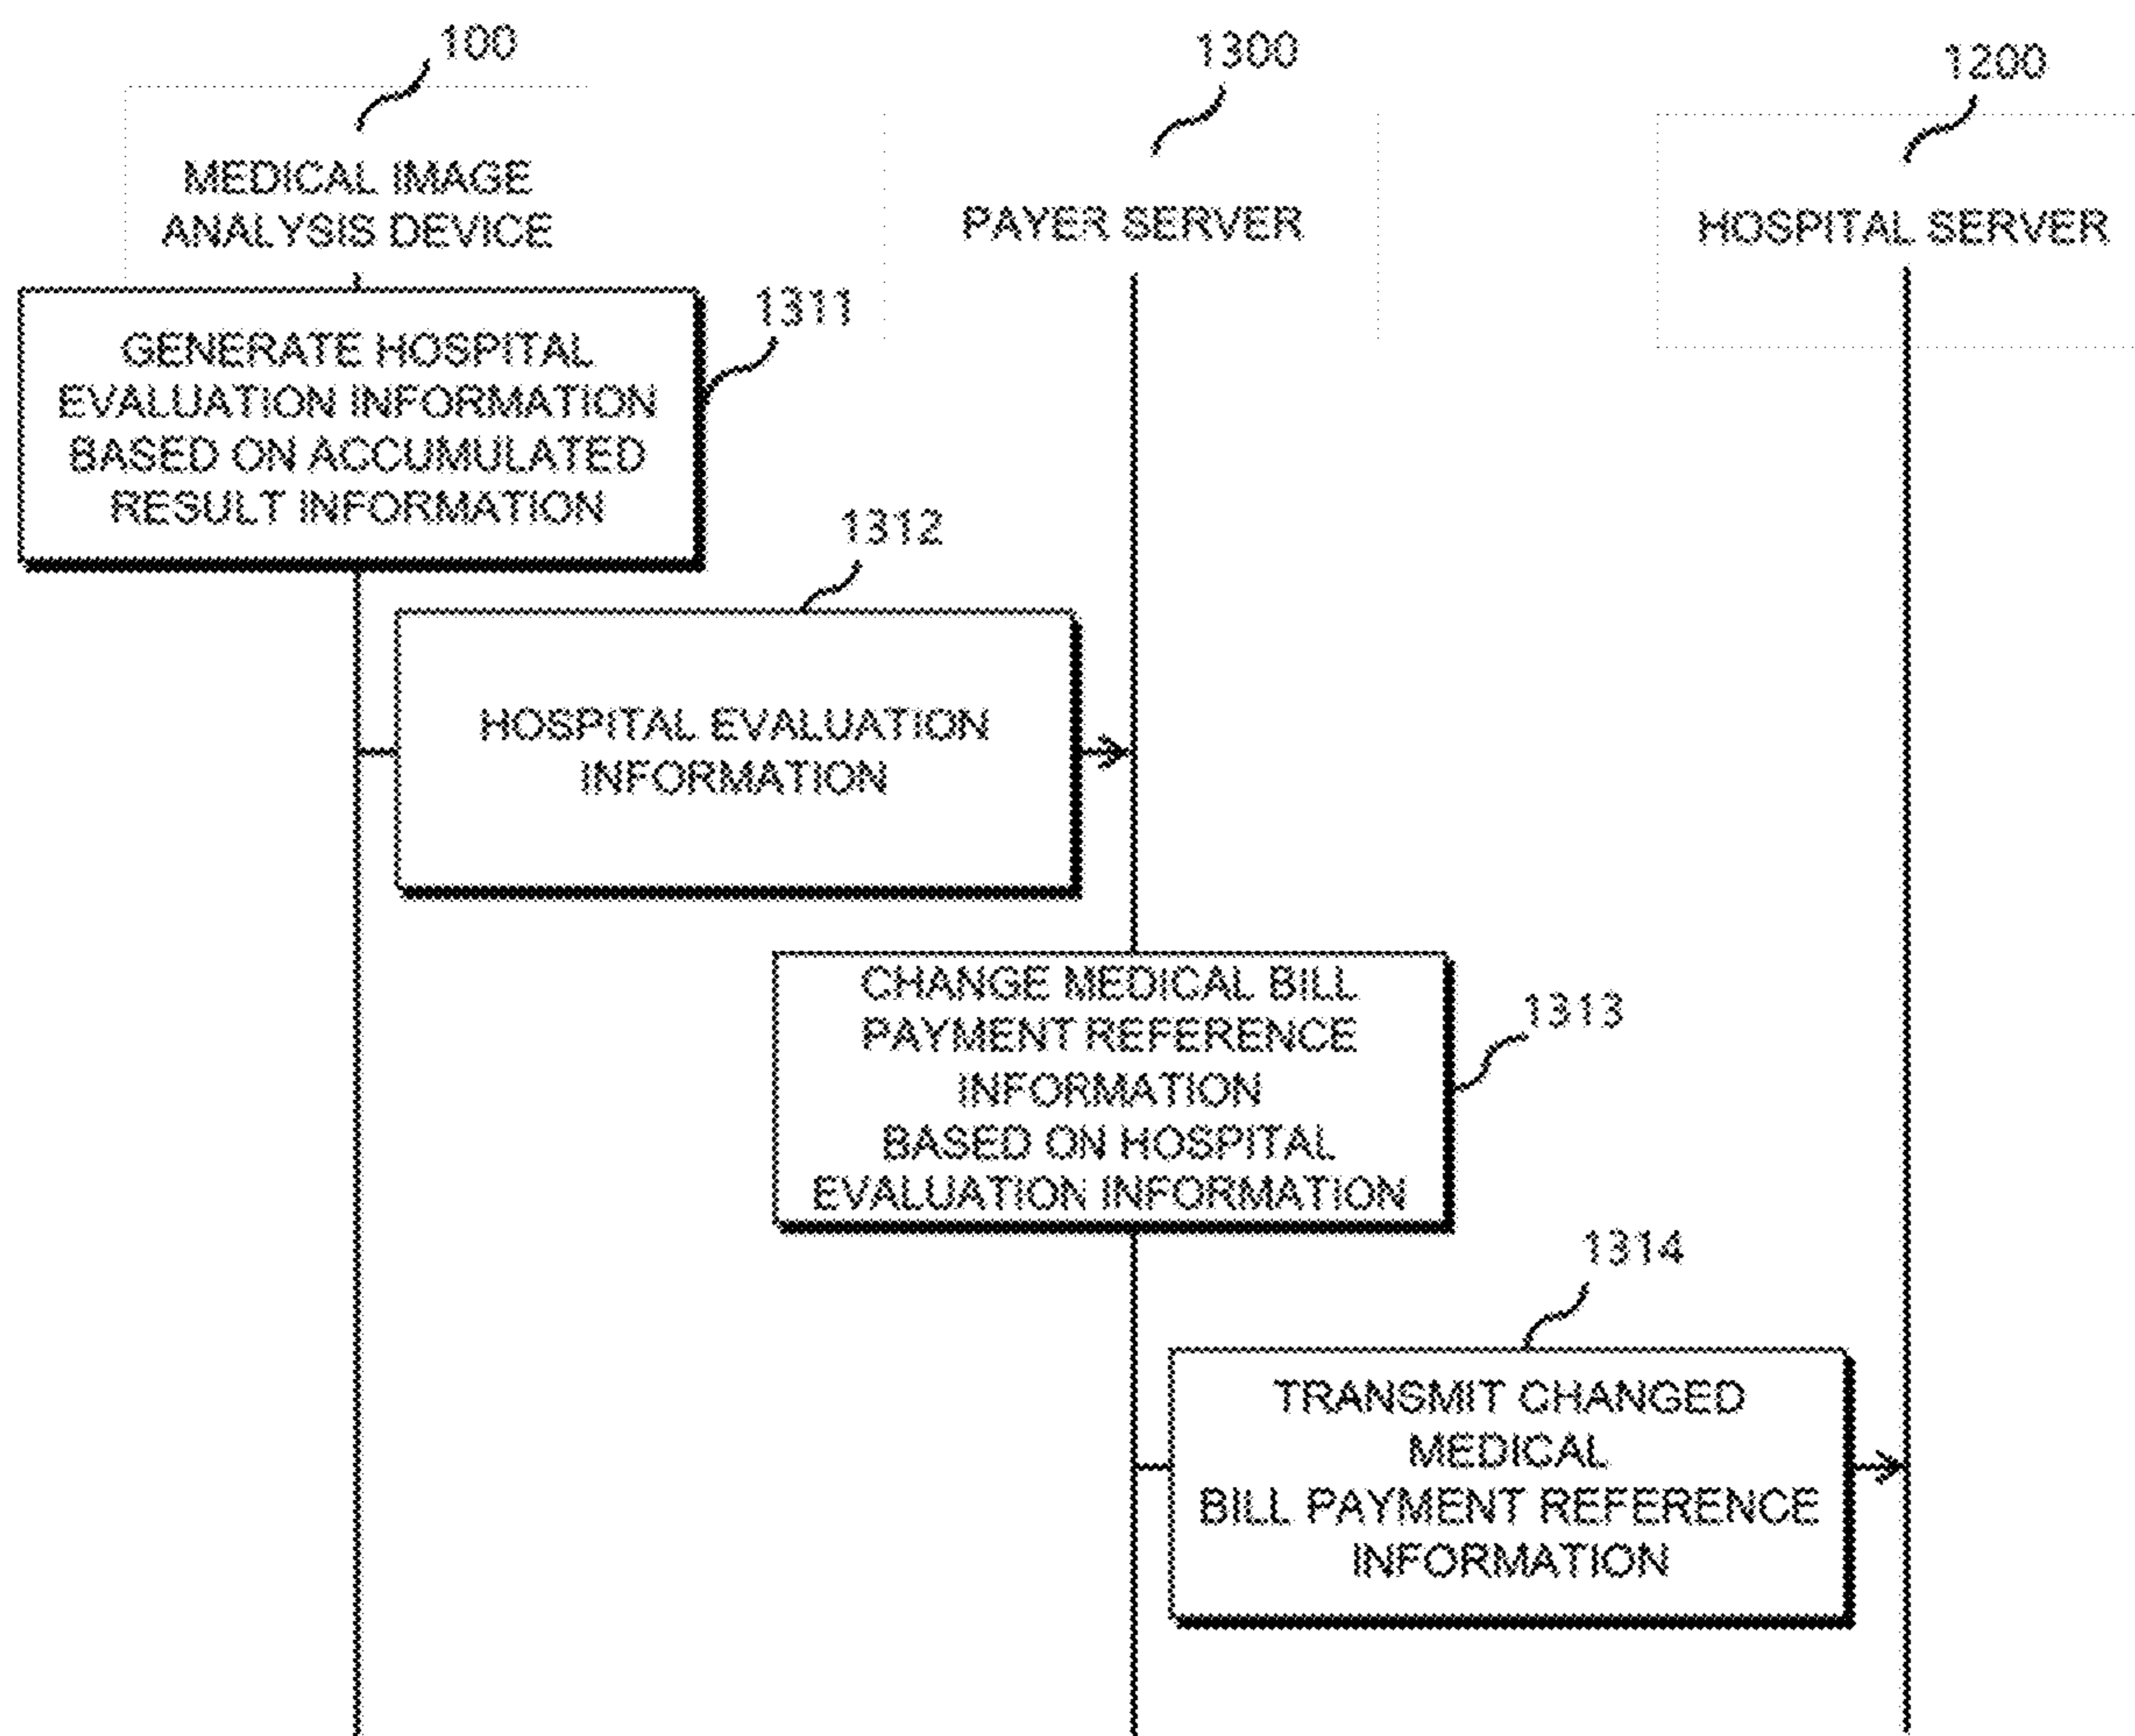 100
1300
1200
MEDICAL IMAGE
ANALYSIS DEVICE
PAYER SERVER
HOSPITAL SERVER
1311
GENERATE HOSPITAL
EVALUATION INFORMATION
BASED ON ACCUMULATED
RESULT INFORMATION
1312
HOSPITAL EVALUATION
INFORMATION
1313
CHANGE MEDICAL BILL
PAYMENT REFERENCE
INFORMATION
BASED ON HOSPITAL
EVALUATION INFORMATION
1314
TRANSMIT CHANGED
MEDICAL
BILL PAYMENT REFERENCE
INFORMATION